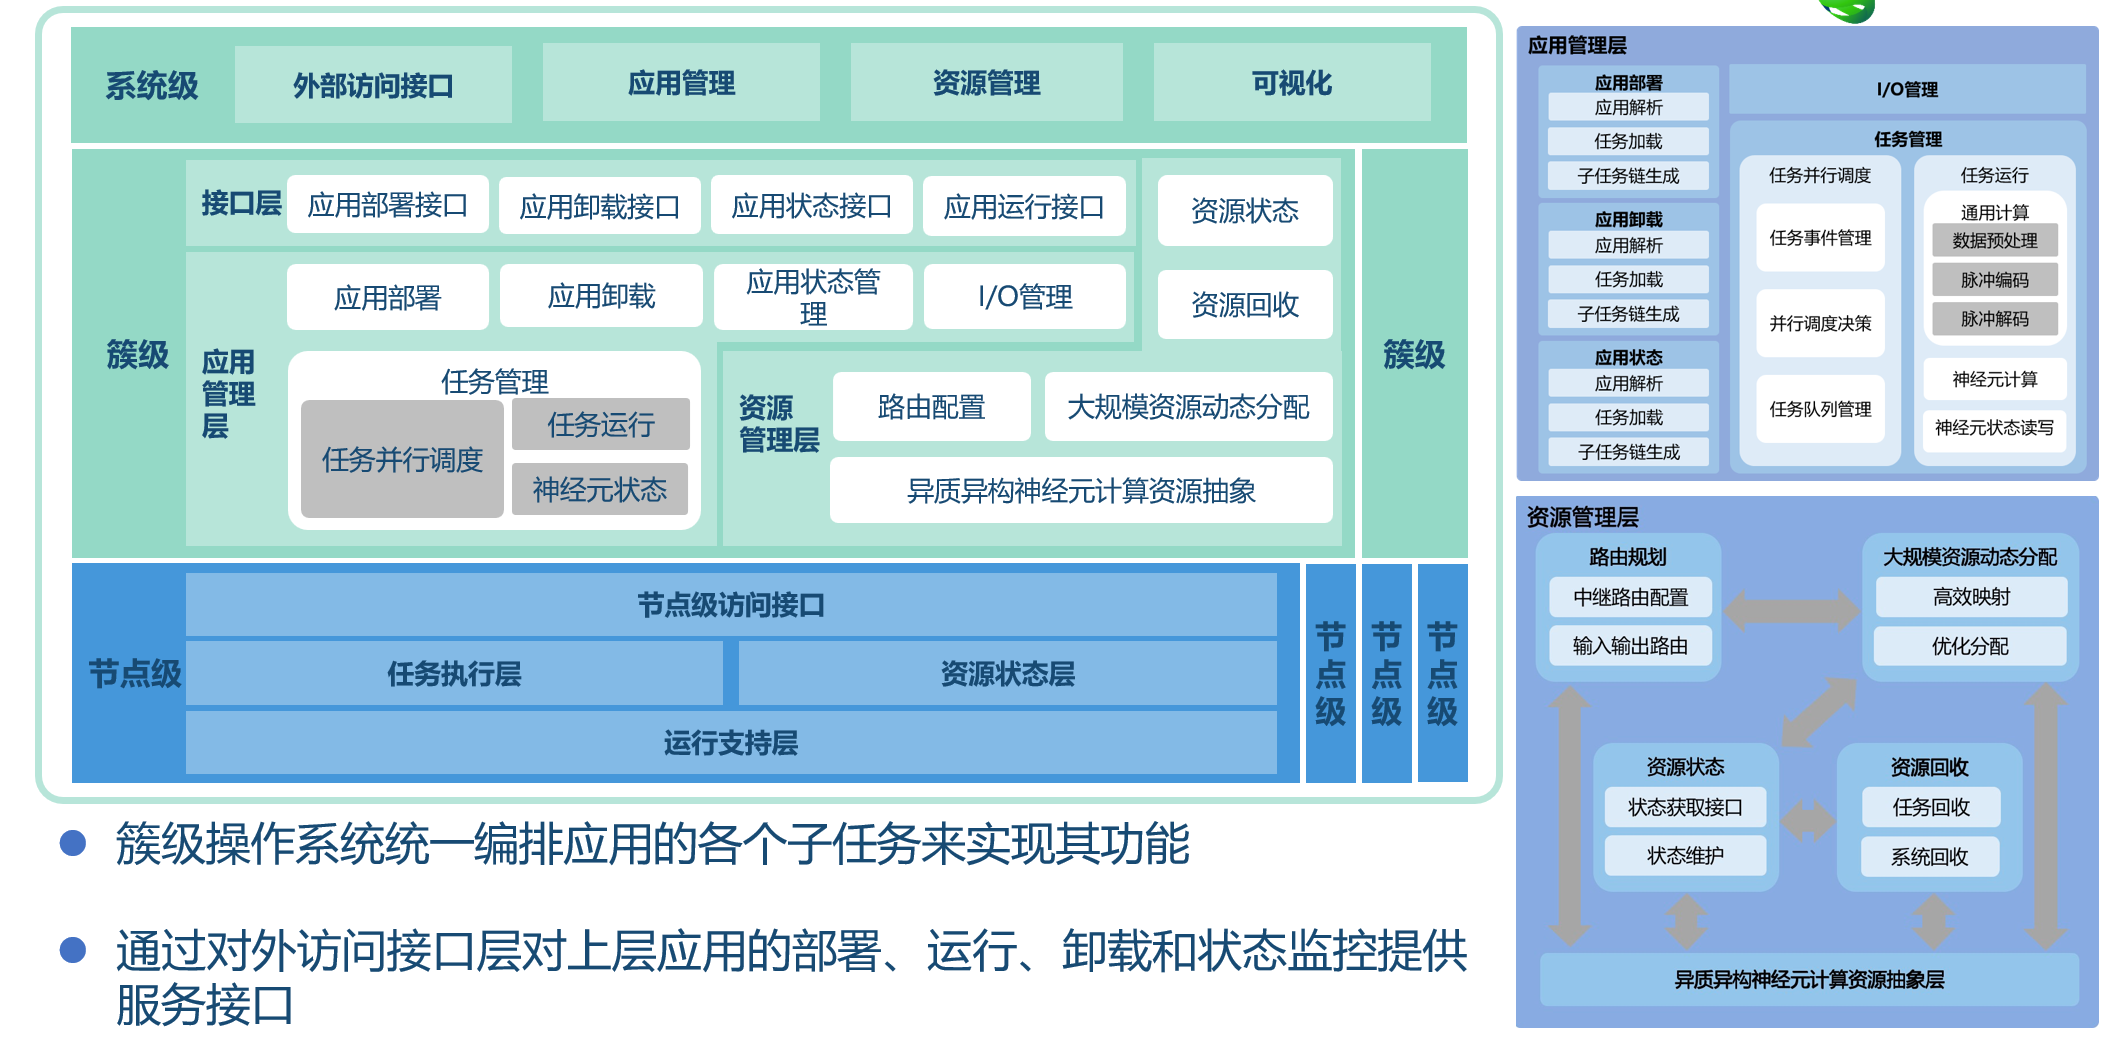 系统级
外部访问接口
应用管理
资源管理
可视化
簇级
接口层
应用部署接口
应用卸载接口
应用状态接口
应用运行接口
资源状态
资源回收
应用
管理
层
应用部署
应用卸载
应用状态管
理
I/O管理
任务管理
任务并行调度
任务运行
神经元状态
资源
管理层
路由配置
大规模资源动态分配
异质异构神经元计算资源抽象
簇级
节点级
节点级访问接口
任务执行层
资源状态层
运行支持层
节
点
级
节
点
级
节
点
级
簇级操作系统统一编排应用的各个子任务来实现其功能
通过对外访问接口层对上层应用的部署、运行、卸载和状态监控提供
服务接口
应用管理层
应用部署
应用解析
任务加载
子任务链生成
应用卸载
应用解析
任务加载
子任务链生成
应用状态
应用解析
任务加载
子任务链生成
I/O管理
任务管理
任务并行调度
任务事件管理
并行调度决策
任务队列管理
任务运行
通用计算
数据预处理
脉冲编码
脉冲解码
神经元计算
神经元状态读写
资源管理层
路由规划
中继路由配置
输入输出路由
大规模资源动态分配
高效映射
优化分配
资源状态
状态获取接口
状态维护
资源回收
任务回收
系统回收
异质异构神经元计算资源抽象层